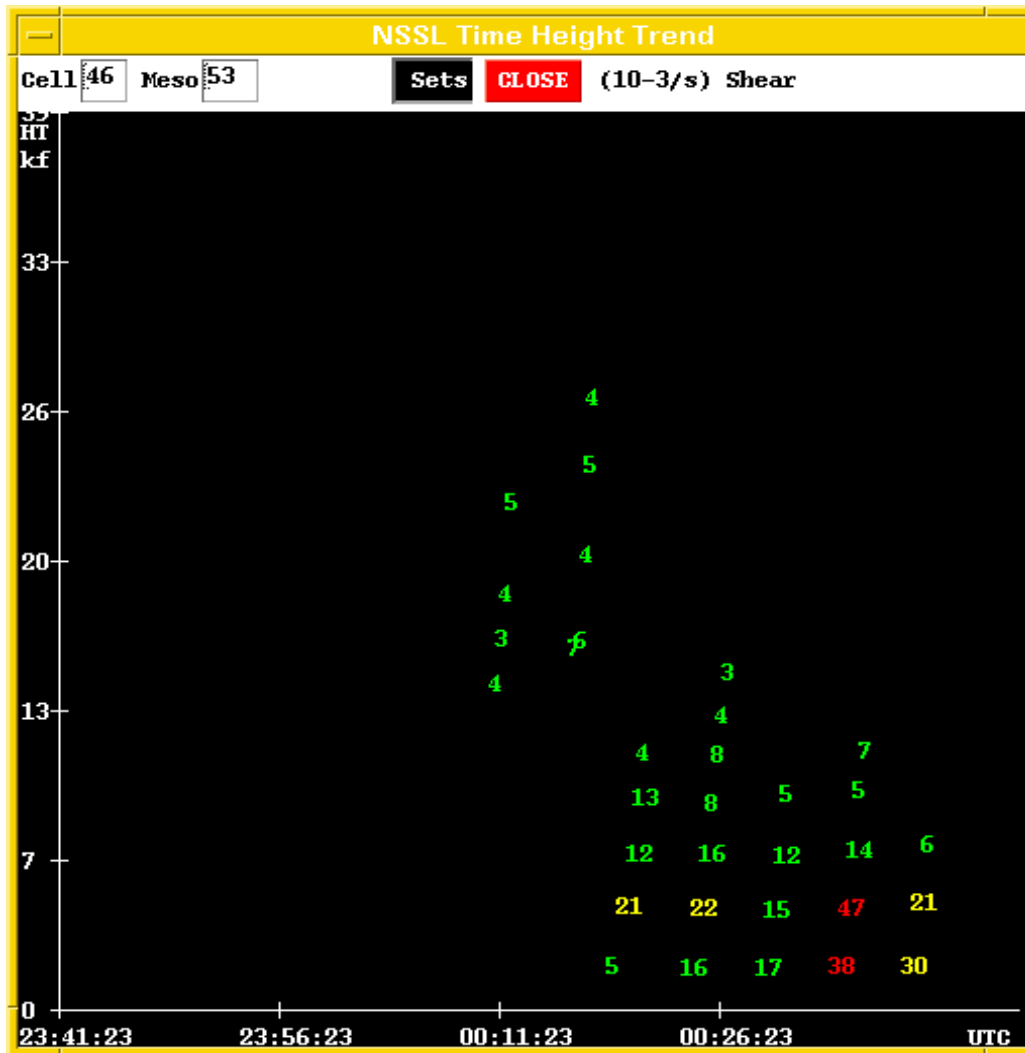 NSSL Time Height Trend
Cell 46 Meso 53 Sets CLOSE (10-3/s) Shear
39
HT
kf
33
4
26
5
5
20
4
4
3 7 6
4
3
13
4
4 8 7
13 8 5 5
7 12 16 12 14 6
21 22 15 47 21
5 16 17 38 30
0
23:41:23 23:56:23 00:11:23 00:26:23 UTC